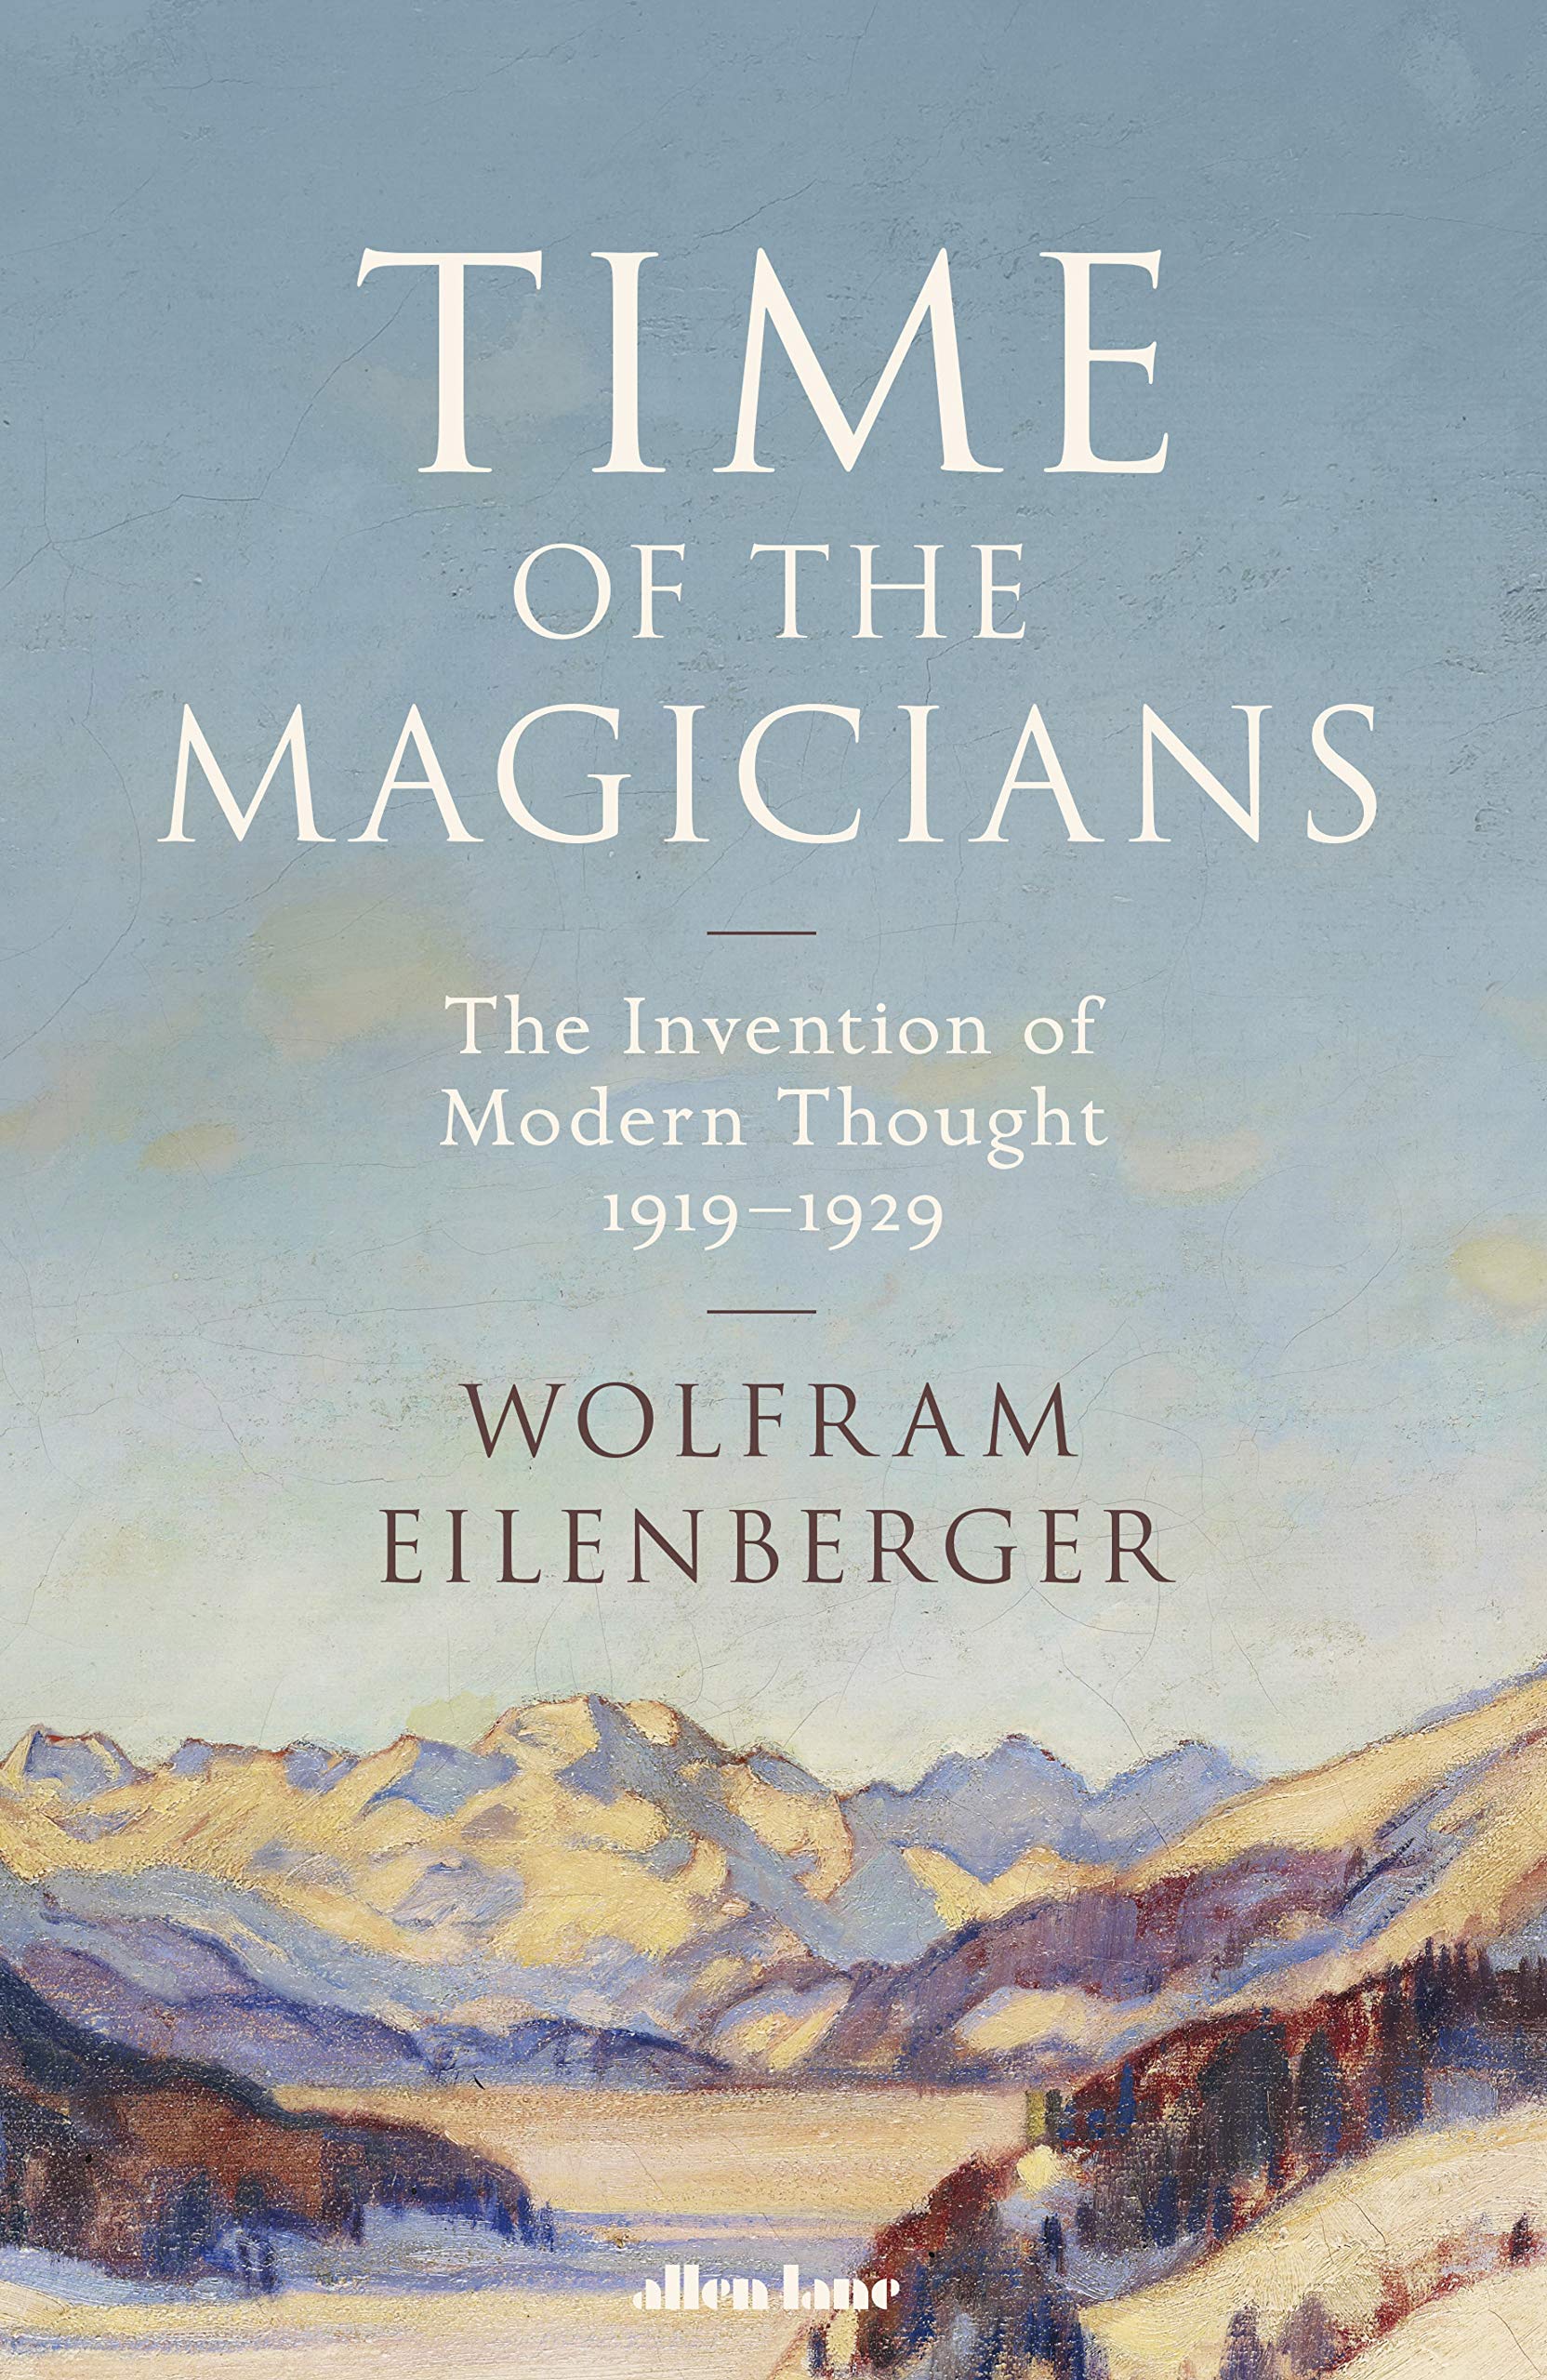 TIME
OF THE
MAGICIANS
The Invention of
Modern Thought
1919–1929
WOLFRAM
EILENBERGER
allen lane